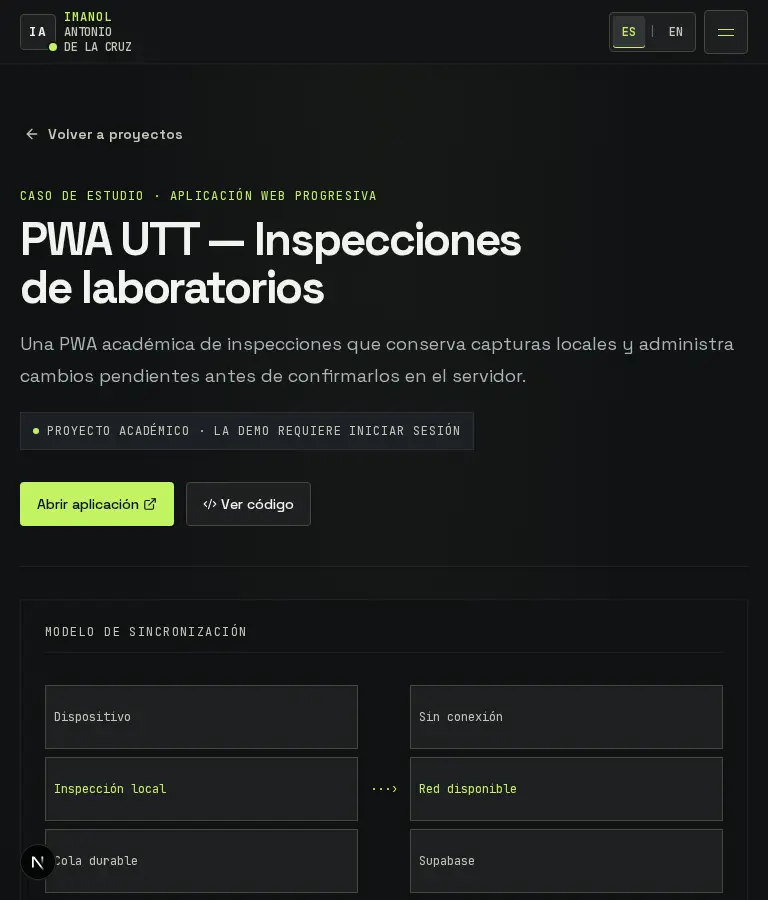 IA
IMANOL
ANTONIO
DE LA CRUZ
ES | EN
← Volver a proyectos
CASO DE ESTUDIO · APLICACIÓN WEB PROGRESIVA
PWA UTT — Inspecciones
de laboratorios
Una PWA académica de inspecciones que conserva capturas locales y administra
cambios pendientes antes de confirmarlos en el servidor.
PROYECTO ACADÉMICO · LA DEMO REQUIERE INICIAR SESIÓN
Abrir aplicación
</> Ver código
MODELO DE SINCRONIZACIÓN
Dispositivo
Sin conexión
Inspección local
···›
Red disponible
N
Cola durable
Supabase